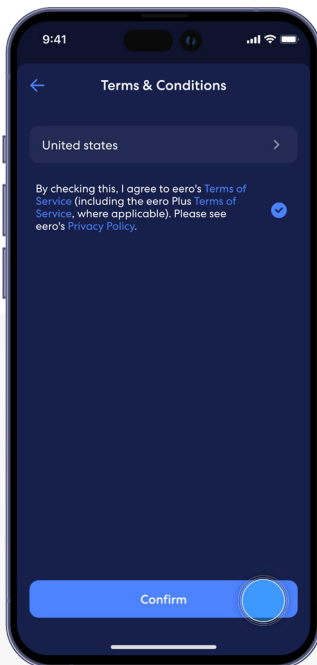 9:41
Terms & Conditions
United states
By checking this, I agree to eero's Terms of
Service (including the eero Plus Terms of
Service, where applicable). Please see
eero's Privacy Policy.
Confirm